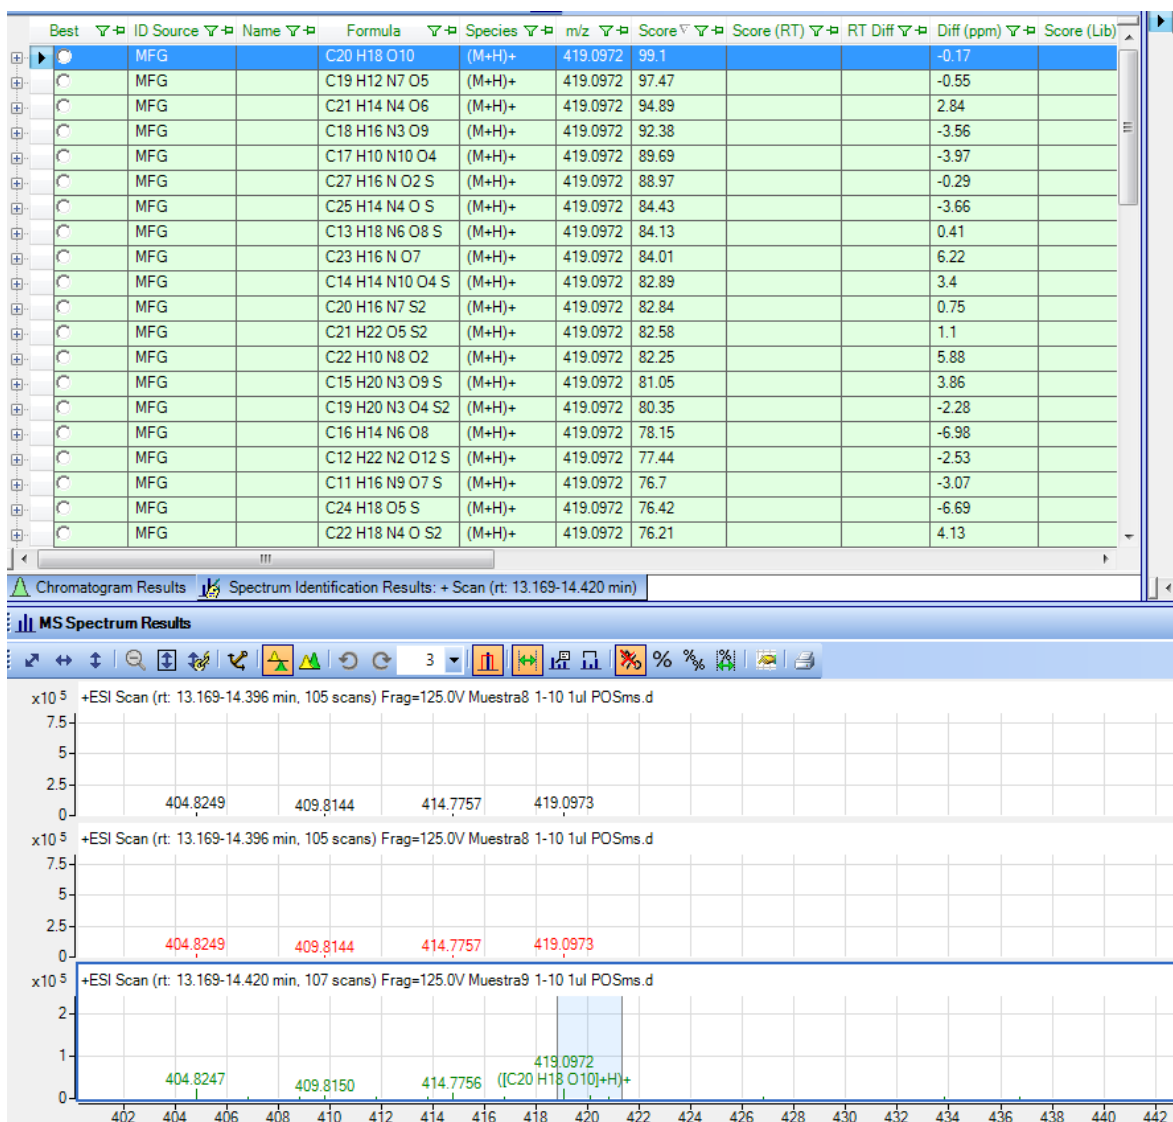 Best ID Source Name Formula Species m/z Score Score (RT) RT Diff Diff (ppm) Score (Lib)
MFG C20 H18 O10 (M+H)+ 419.0972 99.1 -0.17
MFG C19 H12 N7 O5 (M+H)+ 419.0972 97.47 -0.55
MFG C21 H14 N4 O6 (M+H)+ 419.0972 94.89 2.84
MFG C18 H16 N3 O9 (M+H)+ 419.0972 92.38 -3.56
MFG C17 H10 N10 O4 (M+H)+ 419.0972 89.69 -3.97
MFG C27 H16 N O2 S (M+H)+ 419.0972 88.97 -0.29
MFG C25 H14 N4 O S (M+H)+ 419.0972 84.43 -3.66
MFG C13 H18 N6 O8 S (M+H)+ 419.0972 84.13 0.41
MFG C23 H16 N O7 (M+H)+ 419.0972 84.01 6.22
MFG C14 H14 N10 O4 S (M+H)+ 419.0972 82.89 3.4
MFG C20 H16 N7 S2 (M+H)+ 419.0972 82.84 0.75
MFG C21 H22 O5 S2 (M+H)+ 419.0972 82.58 1.1
MFG C22 H10 N8 O2 (M+H)+ 419.0972 82.25 5.88
MFG C15 H20 N3 O9 S (M+H)+ 419.0972 81.05 3.86
MFG C19 H20 N3 O4 S2 (M+H)+ 419.0972 80.35 -2.28
MFG C16 H14 N6 O8 (M+H)+ 419.0972 78.15 -6.98
MFG C12 H22 N2 O12 S (M+H)+ 419.0972 77.44 -2.53
MFG C11 H16 N9 O7 S (M+H)+ 419.0972 76.7 -3.07
MFG C24 H18 O5 S (M+H)+ 419.0972 76.42 -6.69
MFG C22 H18 N4 O S2 (M+H)+ 419.0972 76.21 4.13
Chromatogram Results Spectrum Identification Results: + Scan (rt: 13.169-14.420 min)
MS Spectrum Results
3 % %
x10 5 +ESI Scan (rt: 13.169-14.396 min, 105 scans) Frag=125.0V Muestra8 1-10 1ul POSms.d
7.5
5
2.5
404.8249 409.8144 414.7757 419.0973
0
x10 5 +ESI Scan (rt: 13.169-14.396 min, 105 scans) Frag=125.0V Muestra8 1-10 1ul POSms.d
7.5
5
2.5
404.8249 409.8144 414.7757 419.0973
0
x10 5 +ESI Scan (rt: 13.169-14.420 min, 107 scans) Frag=125.0V Muestra9 1-10 1ul POSms.d
2
1
419.0972
404.8247 409.8150 414.7756 ([C20 H18 O10]+H)+
0
402 404 406 408 410 412 414 416 418 420 422 424 426 428 430 432 434 436 438 440 442